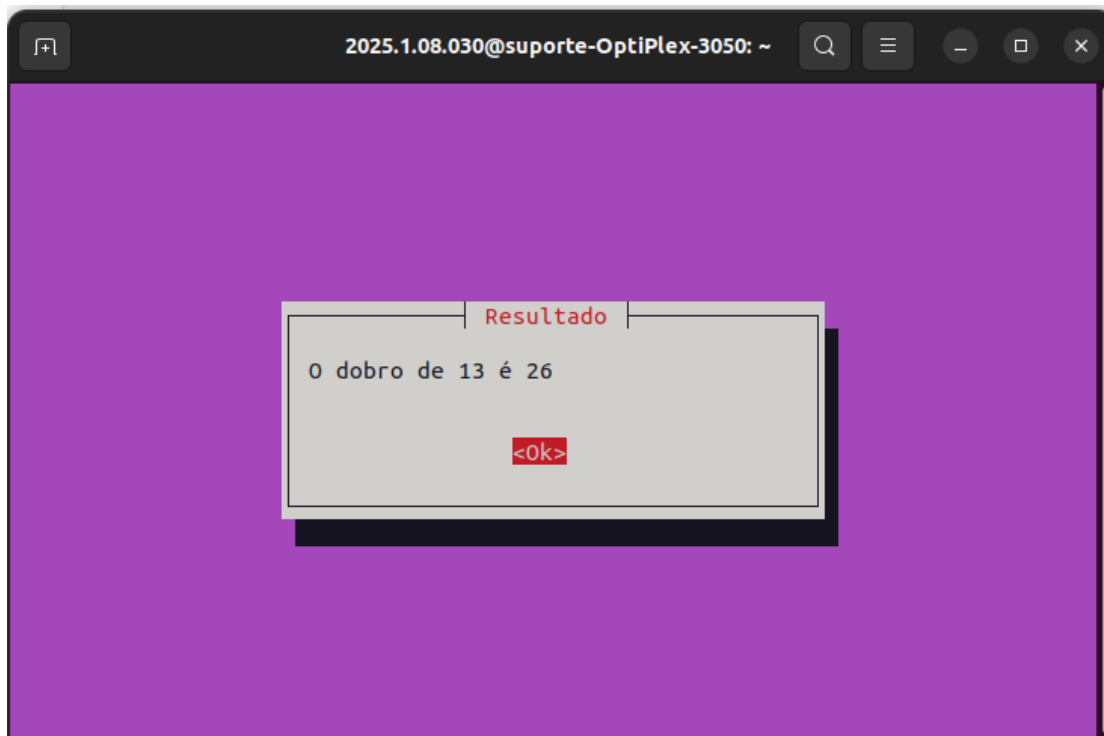 2025.1.08.030@suporte-OptiPlex-3050: ~
Resultado
O dobro de 13 é 26
<Ok>